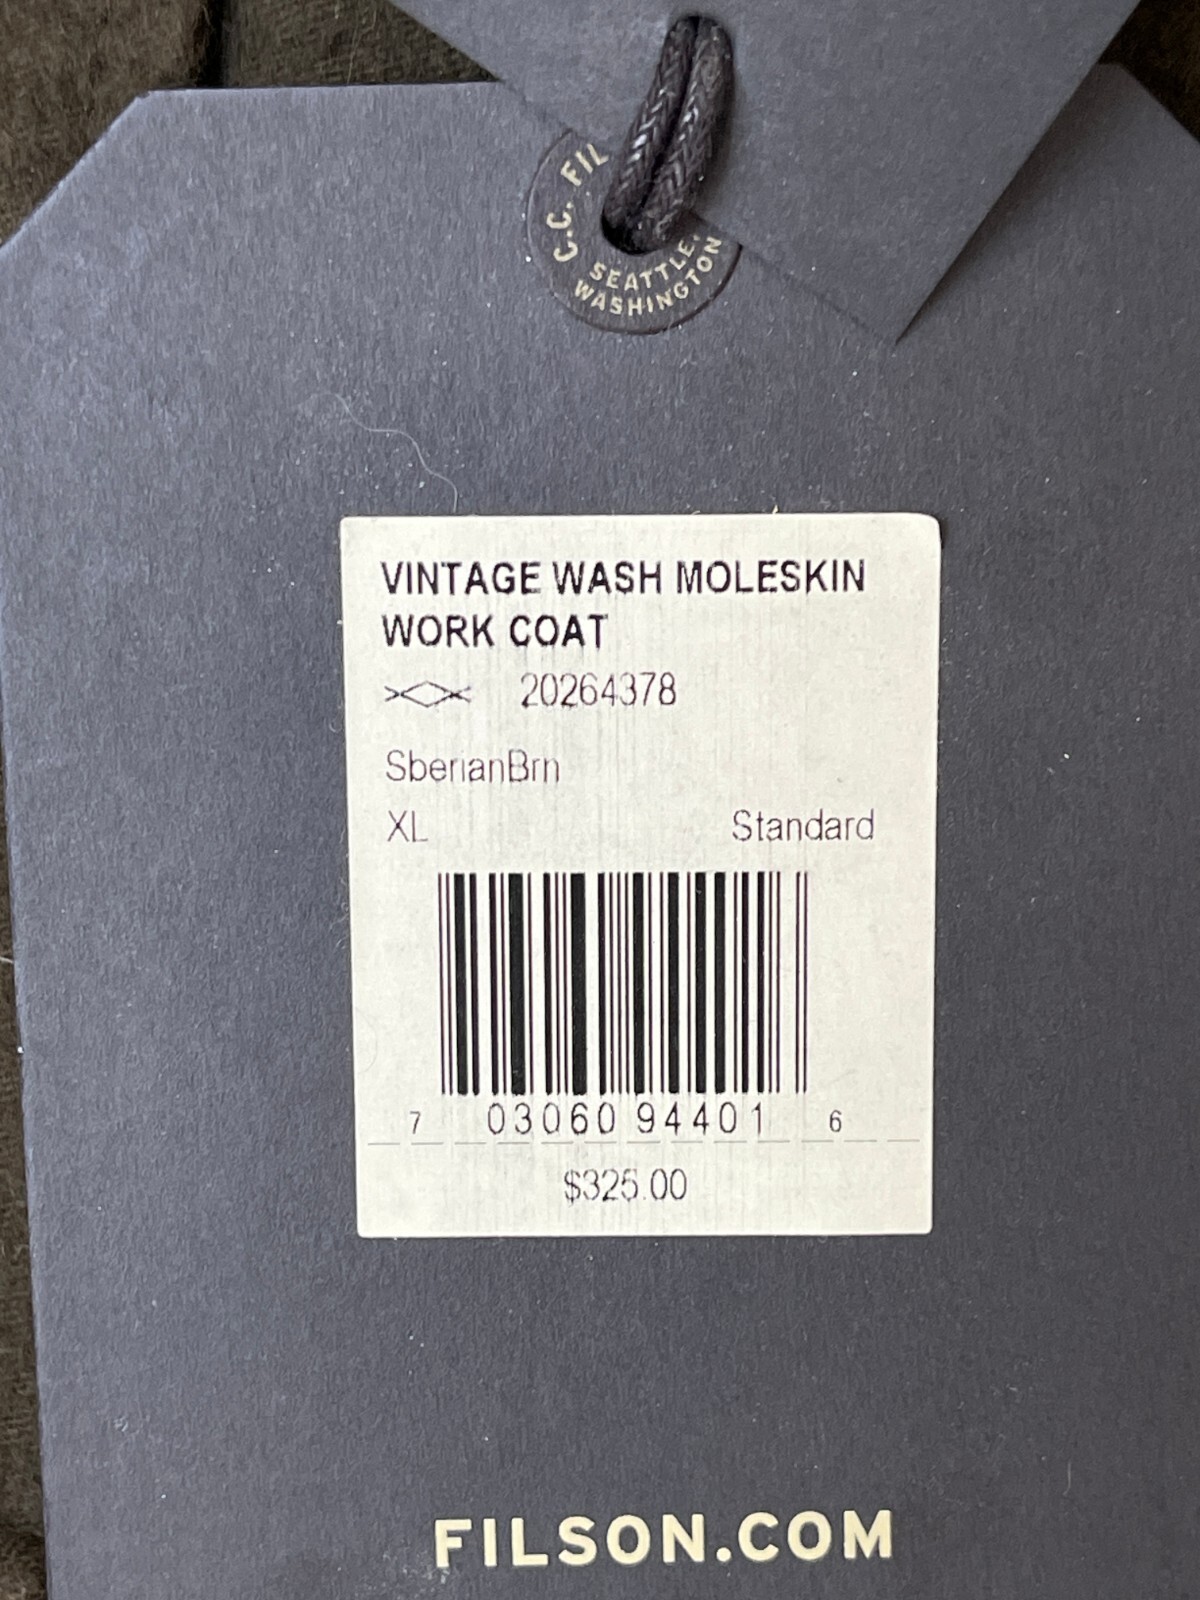 C.C. FIL
SEATTLE,
WASHINGTON
VINTAGE WASH MOLESKIN
WORK COAT
20264378
SberianBrn
XL Standard
7 03060 94401 6
$325.00
FILSON.COM